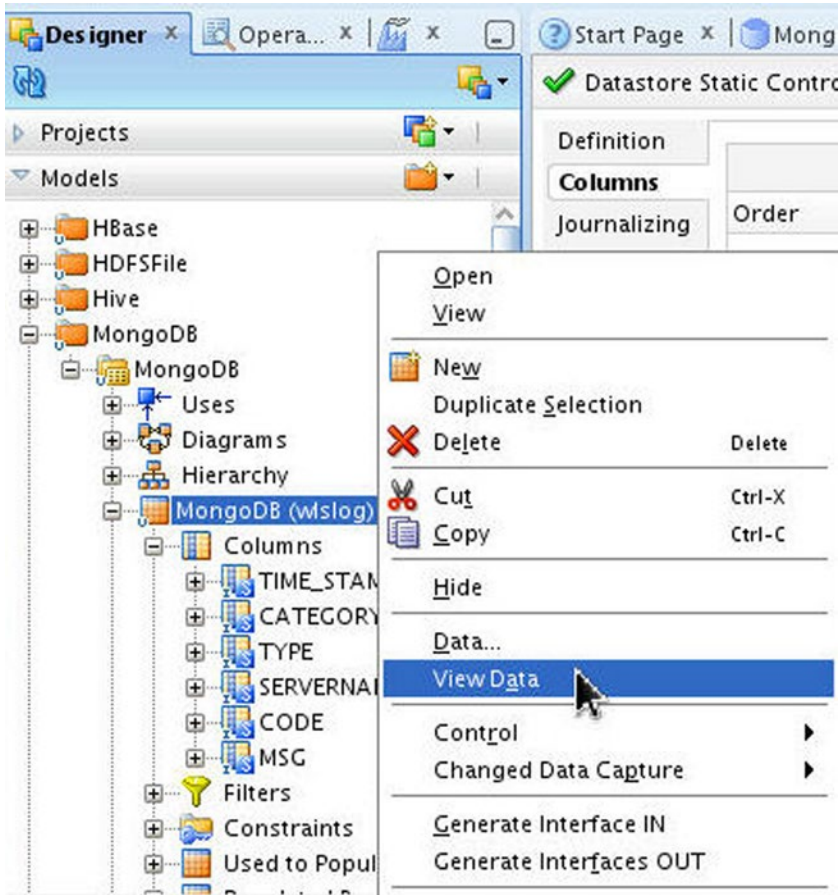 Designer
Opera...
Start Page
Mong
Datastore Static Contro
Projects
Models
Definition
Columns
Journalizing
Order
HBase
HDFSFile
Hive
MongoDB
MongoDB
Uses
Diagrams
Hierarchy
MongoDB (wlslog)
Columns
TIME_STAM
CATEGORY
TYPE
SERVERNA
CODE
MSG
Filters
Constraints
Used to Popul
Open
View
New
Duplicate Selection
Delete Delete
Cut Ctrl-X
Copy Ctrl-C
Hide
Data...
View Data
Control
Changed Data Capture
Generate Interface IN
Generate Interfaces OUT